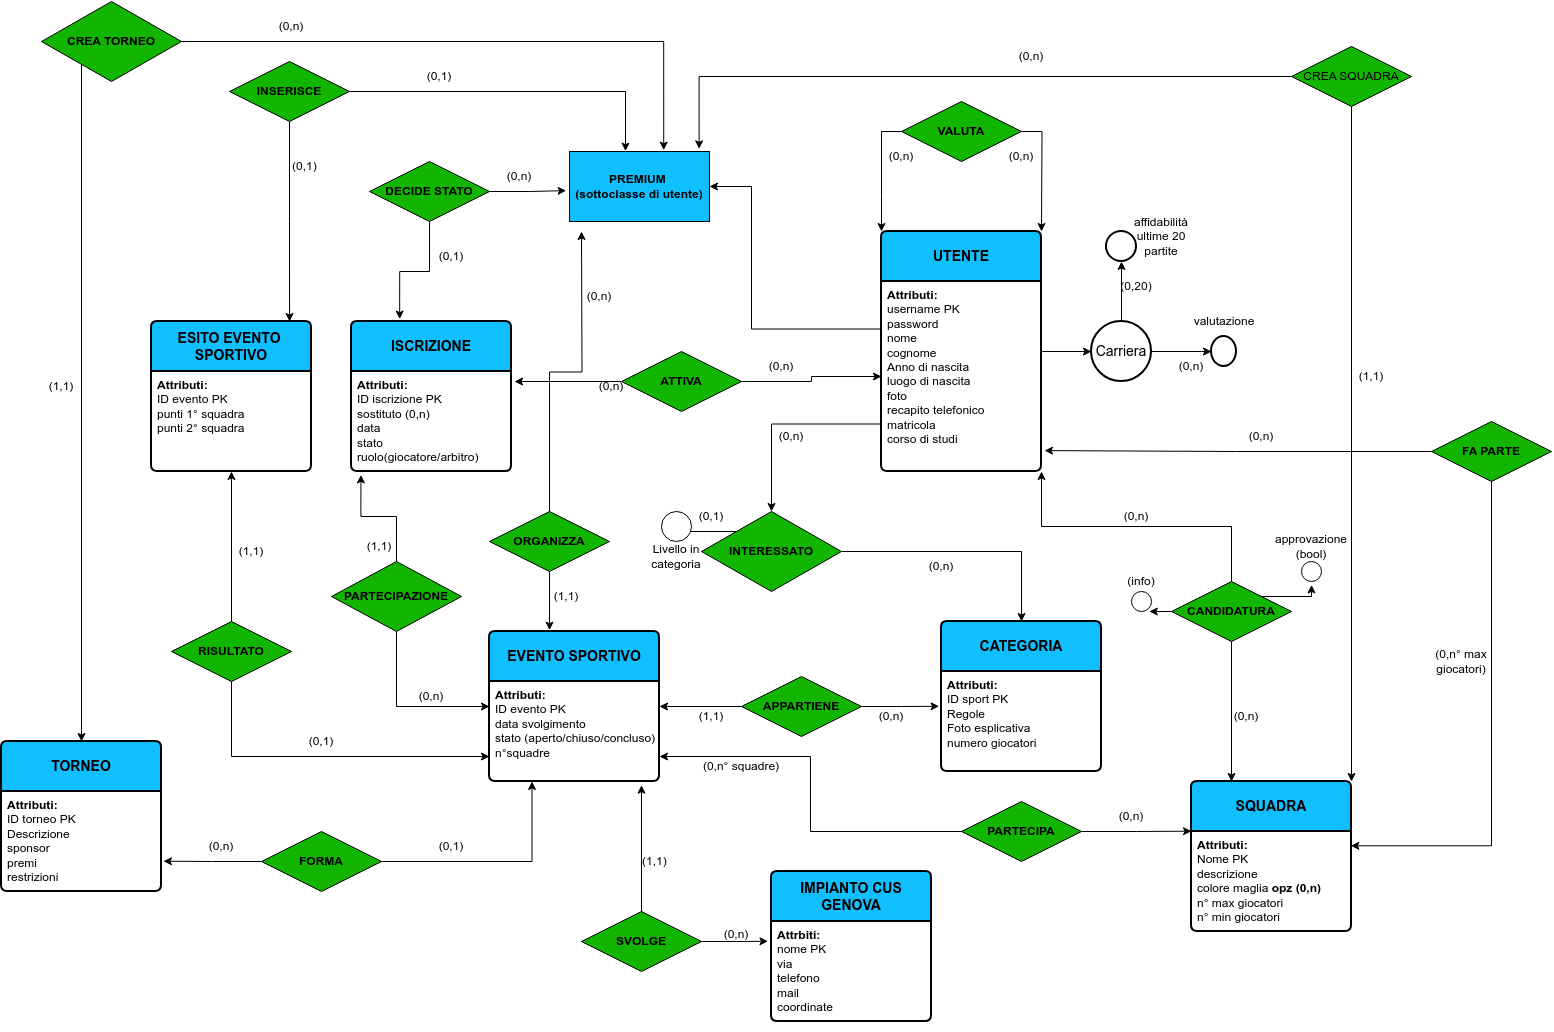 CREA TORNEO
(0,n)
INSERISCE
(0,1)
(0,n)
CREA SQUADRA
VALUTA
(0,n)
(0,n)
(0,1)
DECIDE STATO
(0,n)
PREMIUM
(sottoclasse di utente)
(0,1)
(0,n)
affidabilità
ultime 20
partite
(0,20)
UTENTE
Attributi:
username PK
password
nome
cognome
Anno di nascita
luogo di nascita
foto
recapito telefonico
matricola
corso di studi
Carriera
valutazione
(0,n)
ESITO EVENTO
SPORTIVO
Attributi:
ID evento PK
punti 1° squadra
punti 2° squadra
ISCRIZIONE
Attributi:
ID iscrizione PK
sostituto (0,n)
data
stato
ruolo(giocatore/arbitro)
(0,n)
ATTIVA
(0,n)
(1,1)
(1,1)
(0,n)
(0,n)
FA PARTE
(0,n)
approvazione
(bool)
(info)
CANDIDATURA
(0,n)
(0,n° max
giocatori)
Livello in
categoria
(0,1)
INTERESSATO
(0,n)
ORGANIZZA
(1,1)
(1,1)
PARTECIPAZIONE
(0,n)
(1,1)
RISULTATO
(0,1)
EVENTO SPORTIVO
Attributi:
ID evento PK
data svolgimento
stato (aperto/chiuso/concluso)
n°squadre
(1,1)
APPARTIENE
(0,n)
CATEGORIA
Attributi:
ID sport PK
Regole
Foto esplicativa
numero giocatori
(0,n° squadre)
PARTECIPA
(0,n)
TORNEO
Attributi:
ID torneo PK
Descrizione
sponsor
premi
restrizioni
(0,n)
FORMA
(0,1)
(1,1)
SVOLGE
(0,n)
IMPIANTO CUS
GENOVA
Attrbiti:
nome PK
via
telefono
mail
coordinate
SQUADRA
Attributi:
Nome PK
descrizione
colore maglia opz (0,n)
n° max giocatori
n° min giocatori